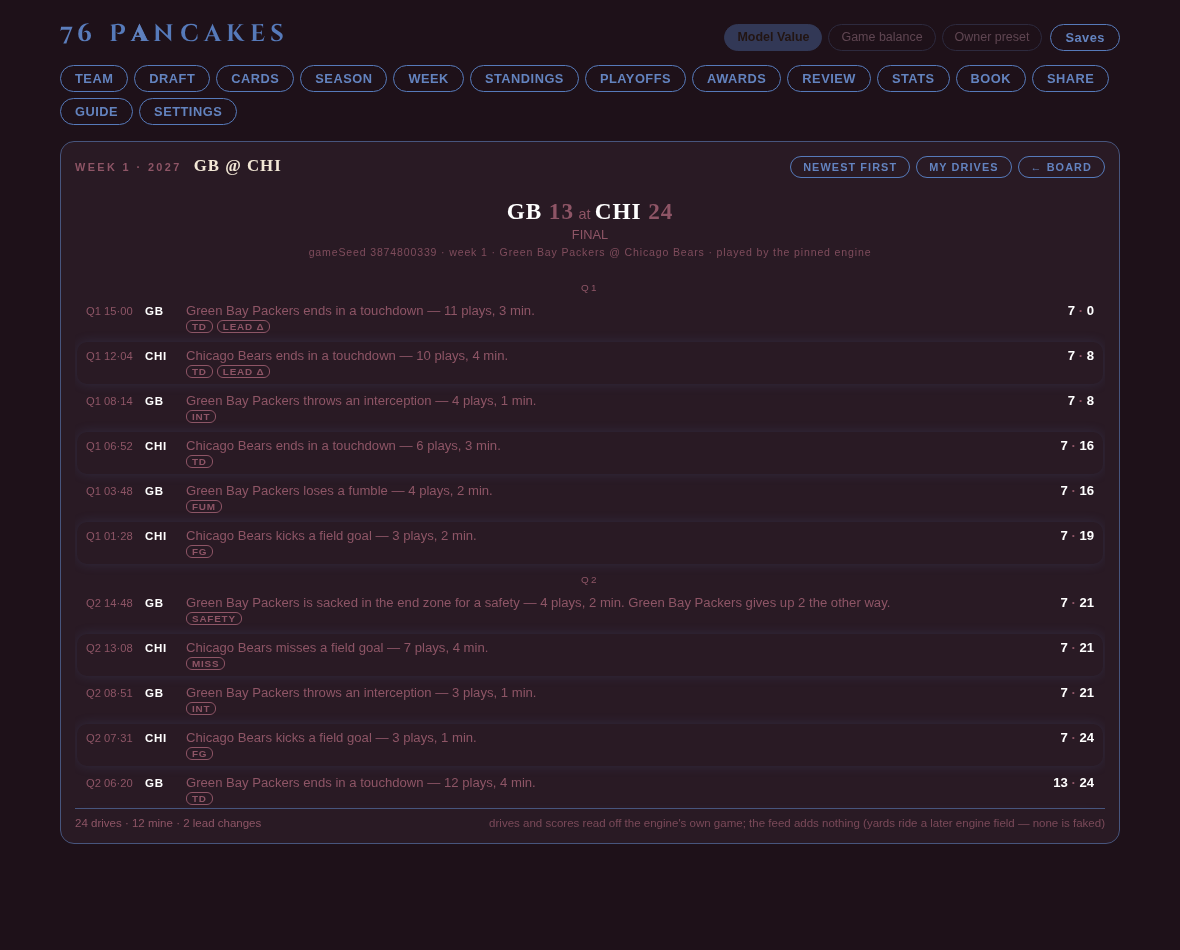 76 PANCAKES
Model Value Game balance Owner preset Saves
TEAM DRAFT CARDS SEASON WEEK STANDINGS PLAYOFFS AWARDS REVIEW STATS BOOK SHARE
GUIDE SETTINGS
WEEK 1 · 2027 GB @ CHI NEWEST FIRST MY DRIVES ← BOARD
GB 13 at CHI 24
FINAL
gameSeed 3874800339 · week 1 · Green Bay Packers @ Chicago Bears · played by the pinned engine
Q1
Q1 15·00 GB Green Bay Packers ends in a touchdown — 11 plays, 3 min. 7 · 0
TD LEAD Δ
Q1 12·04 CHI Chicago Bears ends in a touchdown — 10 plays, 4 min. 7 · 8
TD LEAD Δ
Q1 08·14 GB Green Bay Packers throws an interception — 4 plays, 1 min. 7 · 8
INT
Q1 06·52 CHI Chicago Bears ends in a touchdown — 6 plays, 3 min. 7 · 16
TD
Q1 03·48 GB Green Bay Packers loses a fumble — 4 plays, 2 min. 7 · 16
FUM
Q1 01·28 CHI Chicago Bears kicks a field goal — 3 plays, 2 min. 7 · 19
FG
Q2
Q2 14·48 GB Green Bay Packers is sacked in the end zone for a safety — 4 plays, 2 min. Green Bay Packers gives up 2 the other way. 7 · 21
SAFETY
Q2 13·08 CHI Chicago Bears misses a field goal — 7 plays, 4 min. 7 · 21
MISS
Q2 08·51 GB Green Bay Packers throws an interception — 3 plays, 1 min. 7 · 21
INT
Q2 07·31 CHI Chicago Bears kicks a field goal — 3 plays, 1 min. 7 · 24
FG
Q2 06·20 GB Green Bay Packers ends in a touchdown — 12 plays, 4 min. 13 · 24
TD
24 drives · 12 mine · 2 lead changes drives and scores read off the engine's own game; the feed adds nothing (yards ride a later engine field — none is faked)